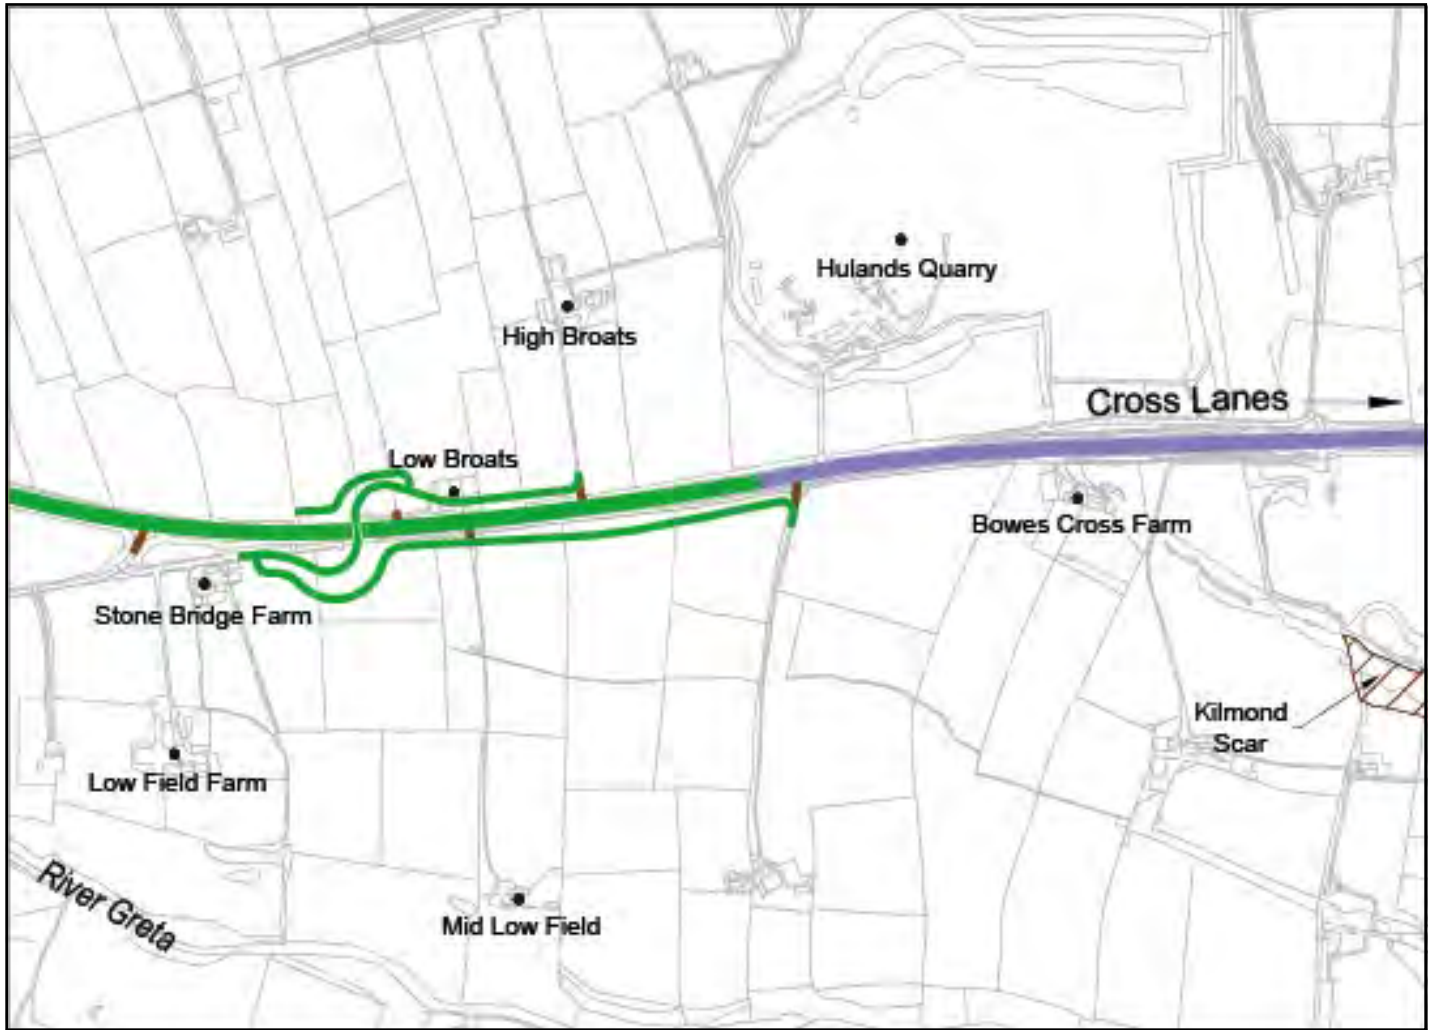 Hulands Quarry
High Broats
Cross Lanes
Low Broats
Bowes Cross Farm
Stone Bridge Farm
Kilmond
Scar
Low Field Farm
River Greta
Mid Low Field